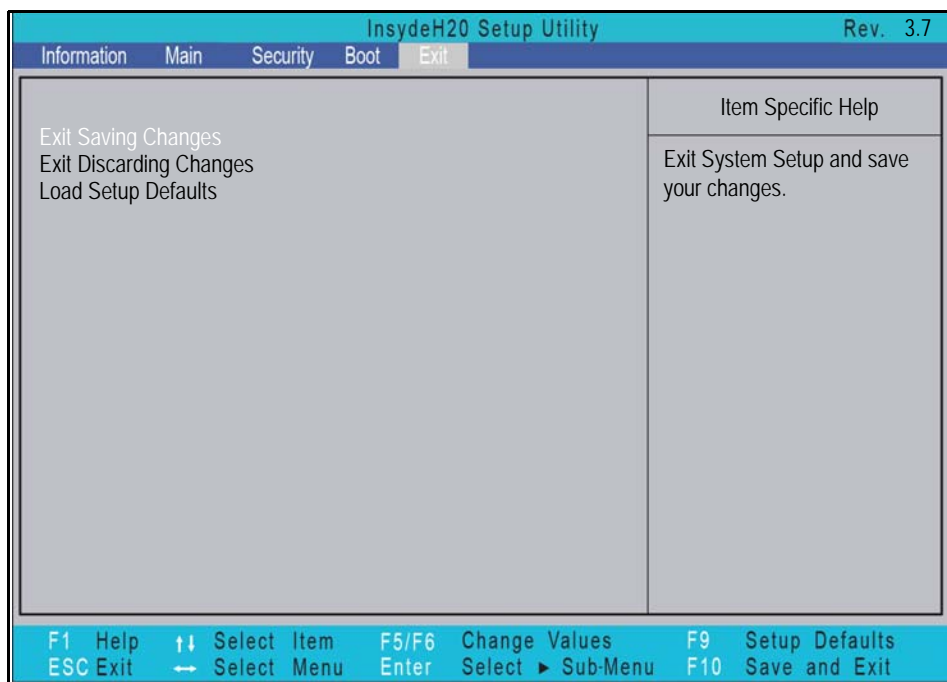 InsydeH20 Setup Utility Rev. 3.7
Information Main Security Boot Exit
Item Specific Help
Exit Saving Changes
Exit Discarding Changes
Load Setup Defaults
Exit System Setup and save
your changes.
F1 Help ↑↓ Select Item F5/F6 Change Values F9 Setup Defaults
ESC Exit ↔ Select Menu Enter Select ► Sub-Menu F10 Save and Exit